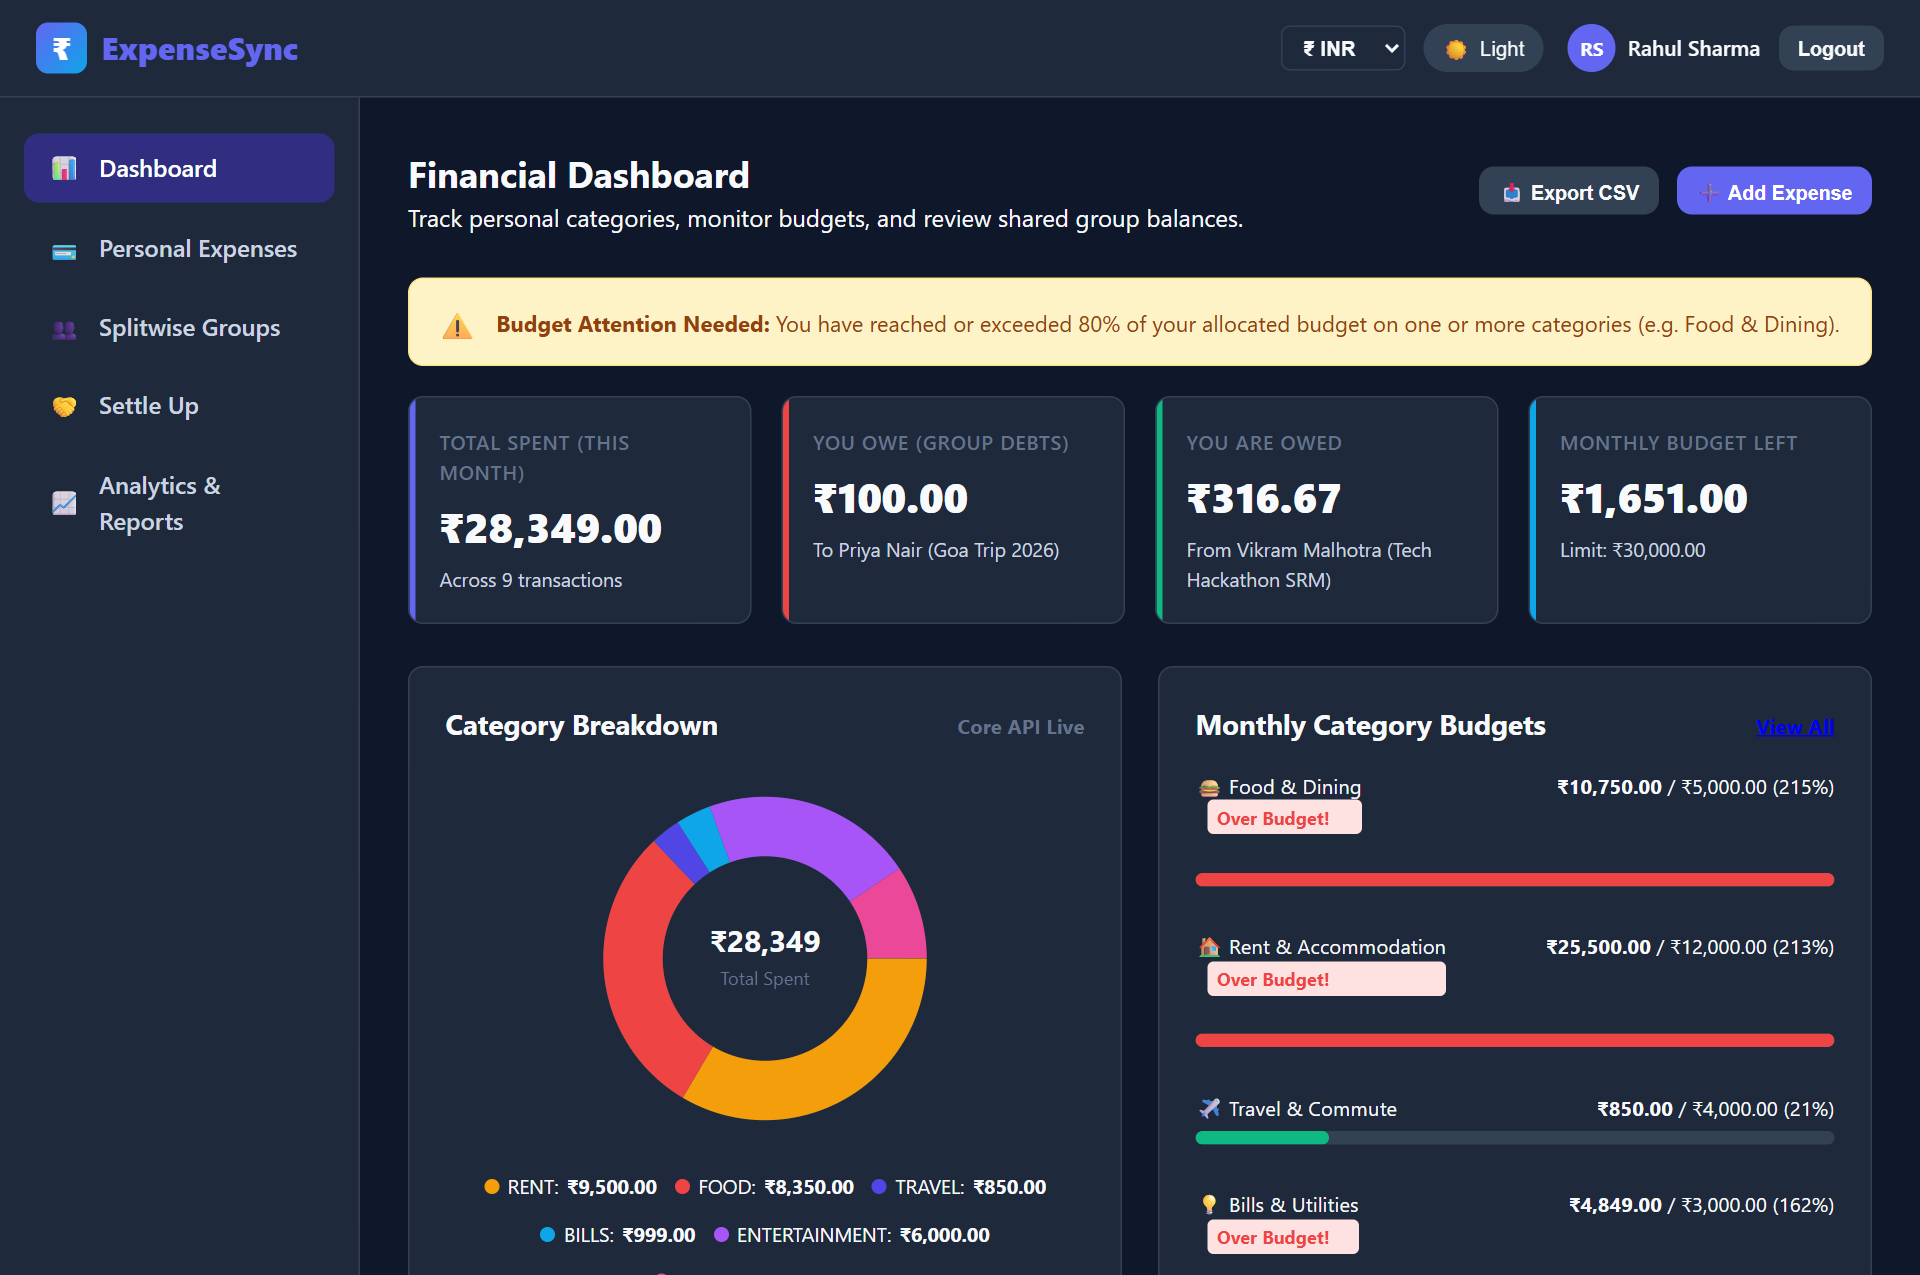 ₹ ExpenseSync
₹ INR
Light
RS Rahul Sharma
Logout
Dashboard
Personal Expenses
Splitwise Groups
Settle Up
Analytics &
Reports
Financial Dashboard
Track personal categories, monitor budgets, and review shared group balances.
Export CSV
Add Expense
Budget Attention Needed: You have reached or exceeded 80% of your allocated budget on one or more categories (e.g. Food & Dining).
TOTAL SPENT (THIS
MONTH)
₹28,349.00
Across 9 transactions
YOU OWE (GROUP DEBTS)
₹100.00
To Priya Nair (Goa Trip 2026)
YOU ARE OWED
₹316.67
From Vikram Malhotra (Tech
Hackathon SRM)
MONTHLY BUDGET LEFT
₹1,651.00
Limit: ₹30,000.00
Category Breakdown
Core API Live
₹28,349
Total Spent
RENT: ₹9,500.00 FOOD: ₹8,350.00 TRAVEL: ₹850.00
BILLS: ₹999.00 ENTERTAINMENT: ₹6,000.00
Monthly Category Budgets
View All
Food & Dining ₹10,750.00 / ₹5,000.00 (215%)
Over Budget!
Rent & Accommodation ₹25,500.00 / ₹12,000.00 (213%)
Over Budget!
Travel & Commute ₹850.00 / ₹4,000.00 (21%)
Bills & Utilities ₹4,849.00 / ₹3,000.00 (162%)
Over Budget!